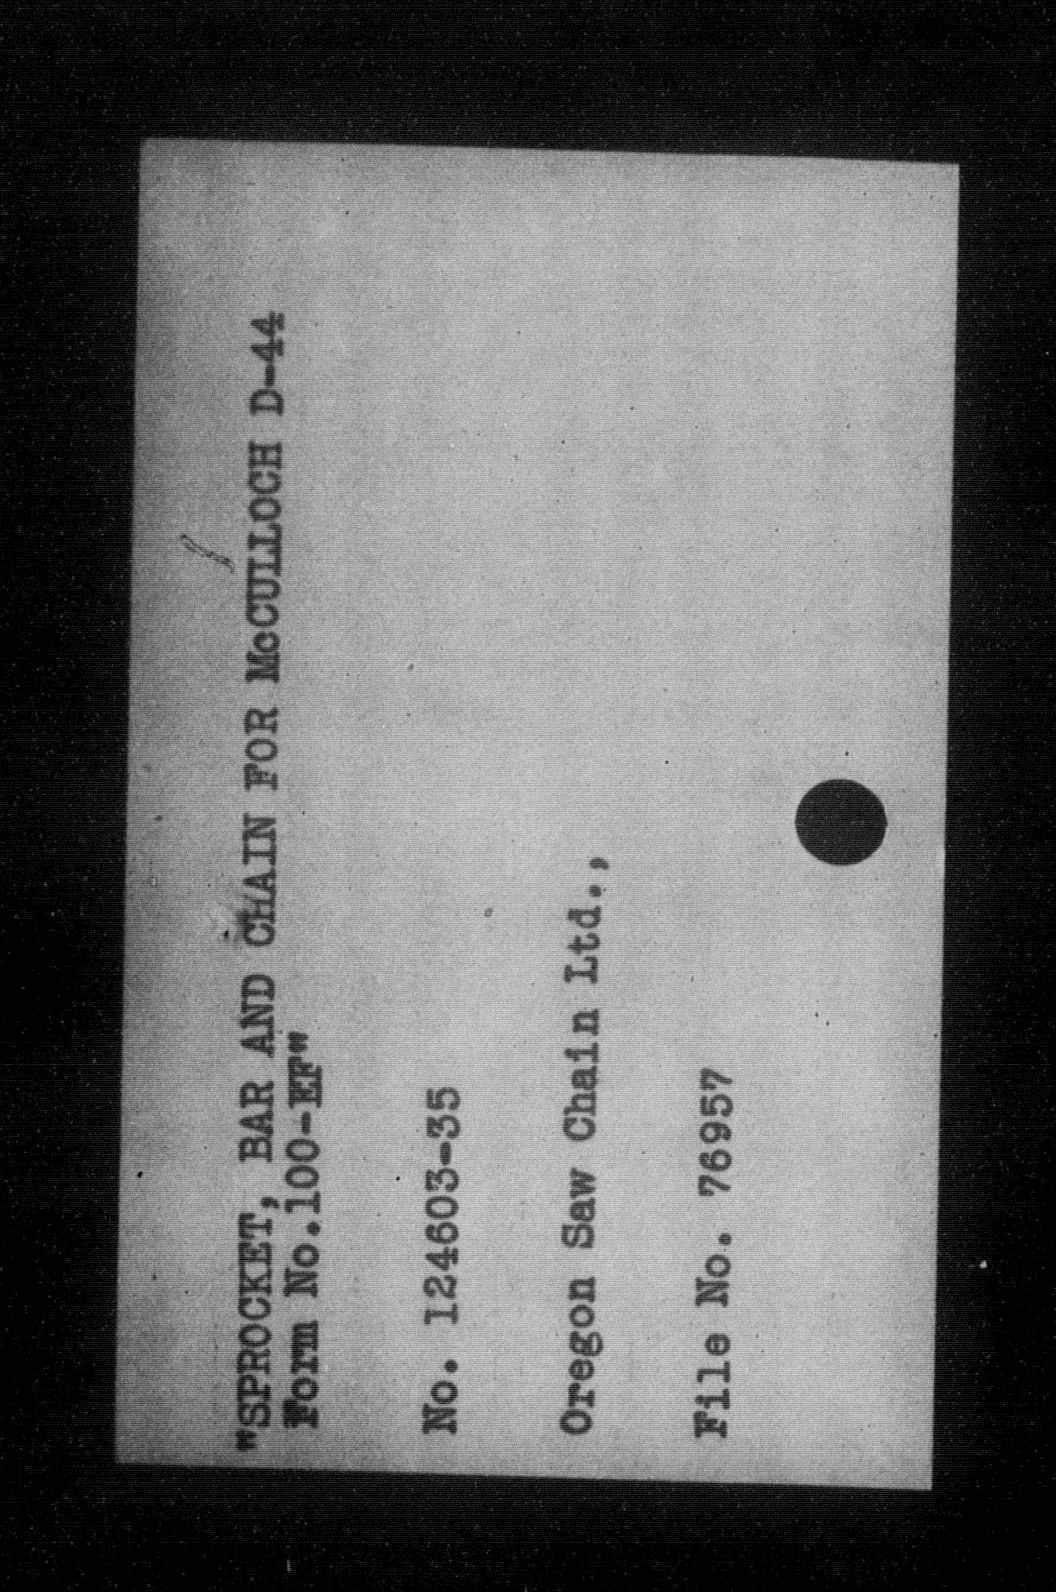 "SPROCKET, BAR AND CHAIN FOR McCULLOCH D-44
Form No.100-EF"
No. 124603-35
Oregon Saw Chain Ltd.,
File No. 76957